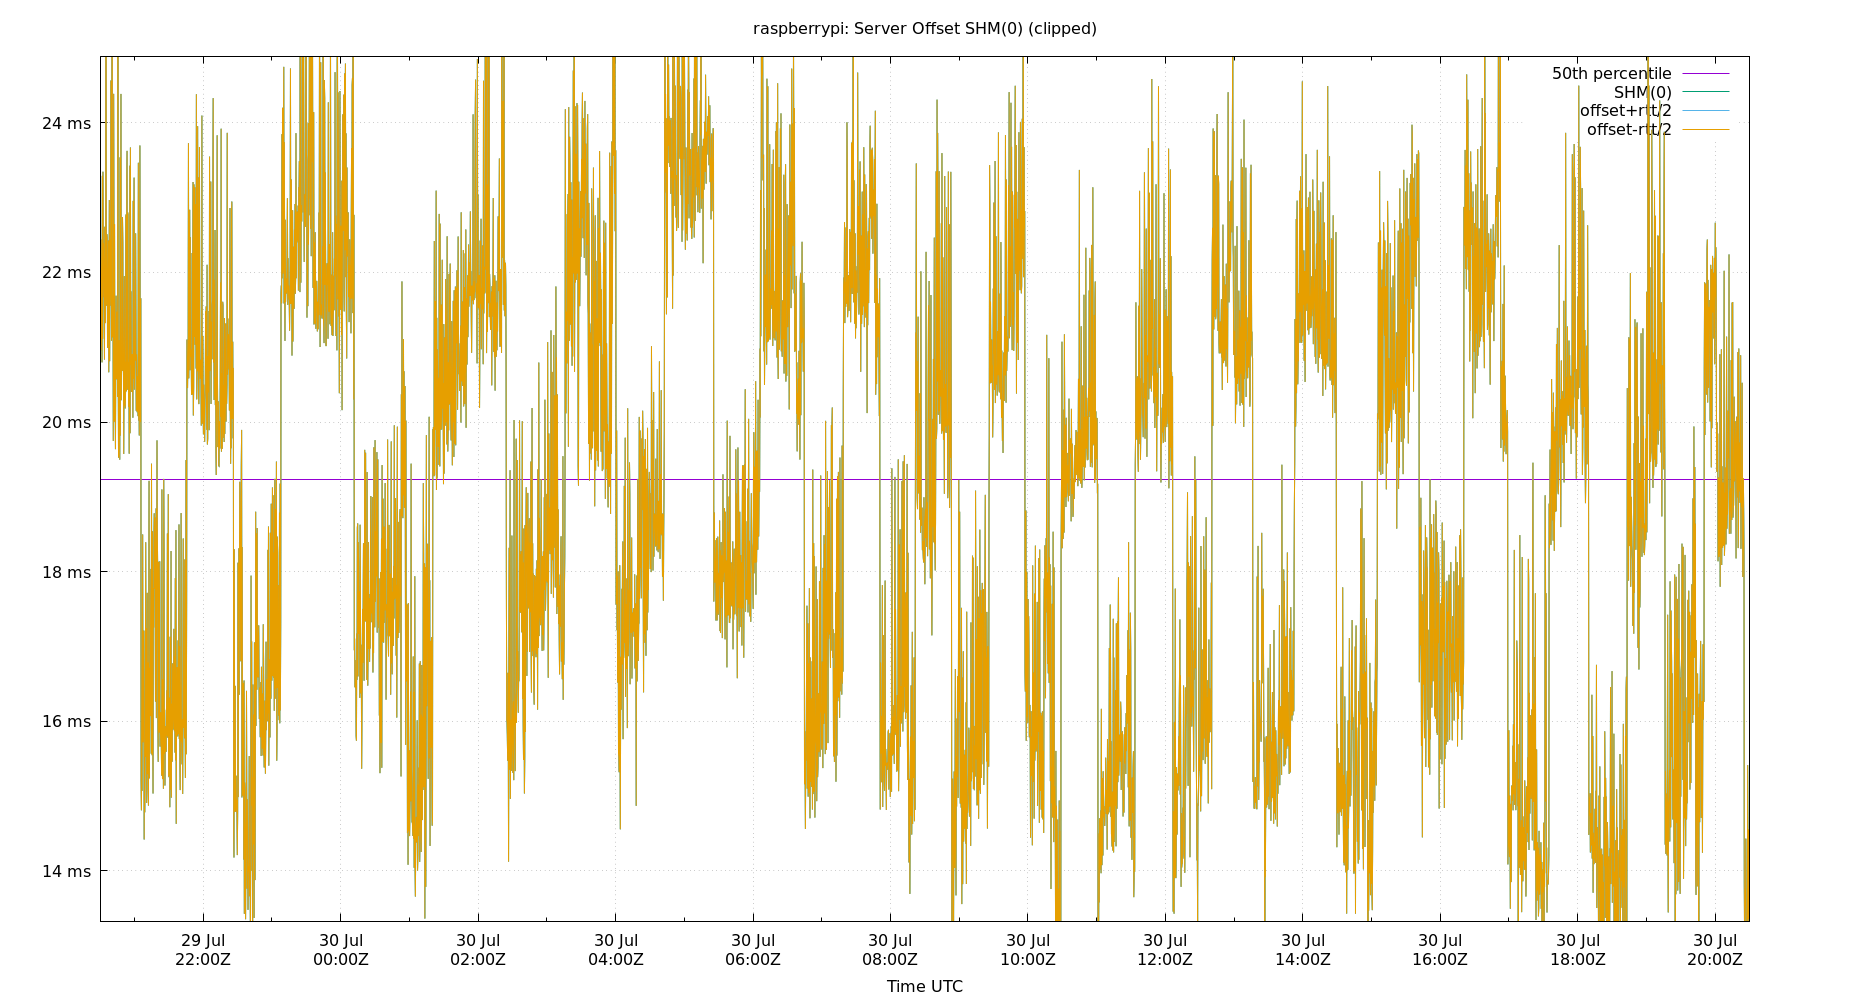 raspberrypi: Server Offset SHM(0) (clipped)
50th percentile
SHM(0)
offset+rtt/2
offset-rtt/2
24 ms
22 ms
20 ms
18 ms
16 ms
14 ms
29 Jul 30 Jul 30 Jul 30 Jul 30 Jul 30 Jul 30 Jul 30 Jul 30 Jul 30 Jul 30 Jul 30 Jul
22:00Z 00:00Z 02:00Z 04:00Z 06:00Z 08:00Z 10:00Z 12:00Z 14:00Z 16:00Z 18:00Z 20:00Z
Time UTC